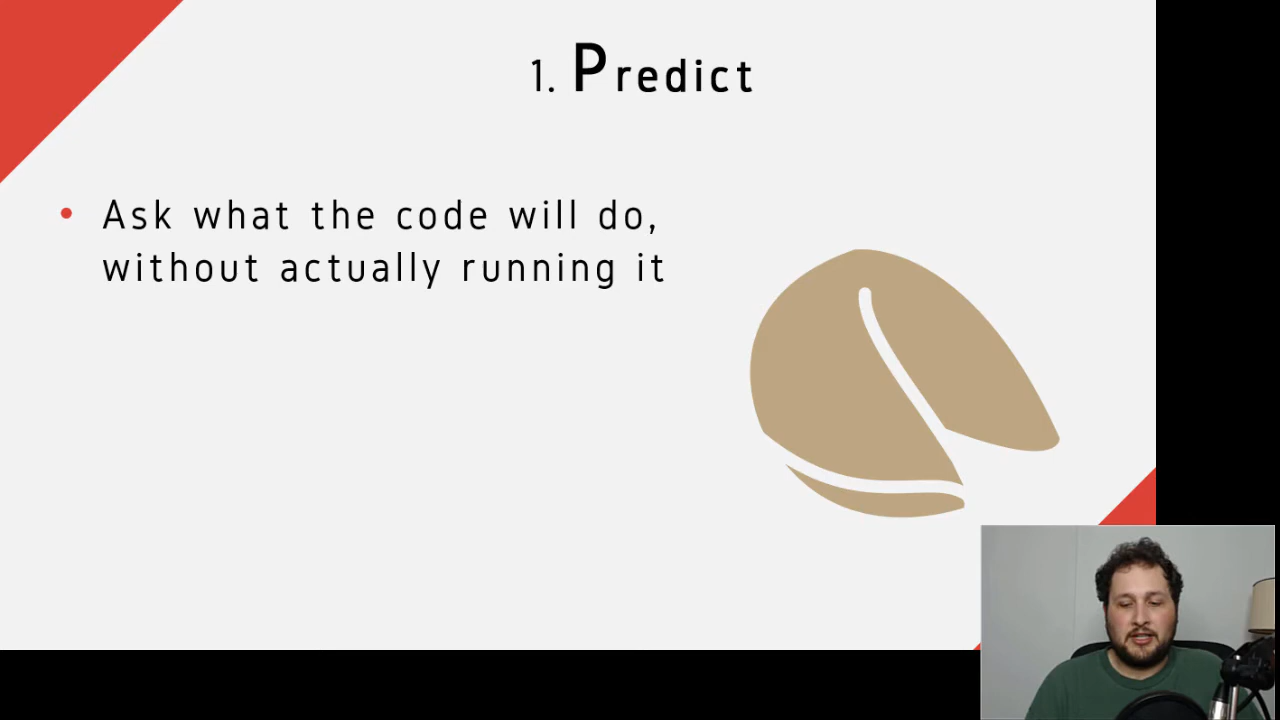 1. Predict
• Ask what the code will do,
without actually running it